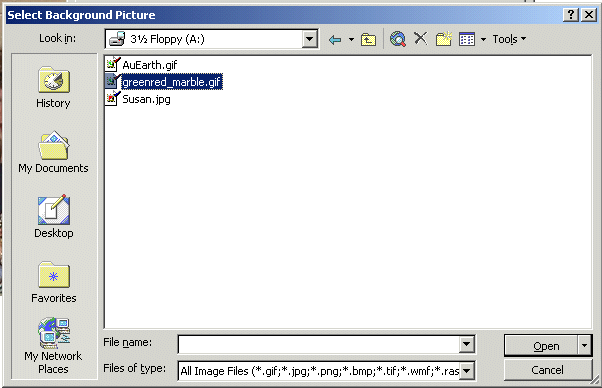 Select Background Picture
Look in: 3½ Floppy (A:) Tools
AuEarth.gif
greenred_marble.gif
Susan.jpg
History
My Documents
Desktop
Favorites
My Network
Places
File name: Open
Files of type: All Image Files (*.gif;*.jpg;*.png;*.bmp;*.tif;*.wmf;*.ras Cancel